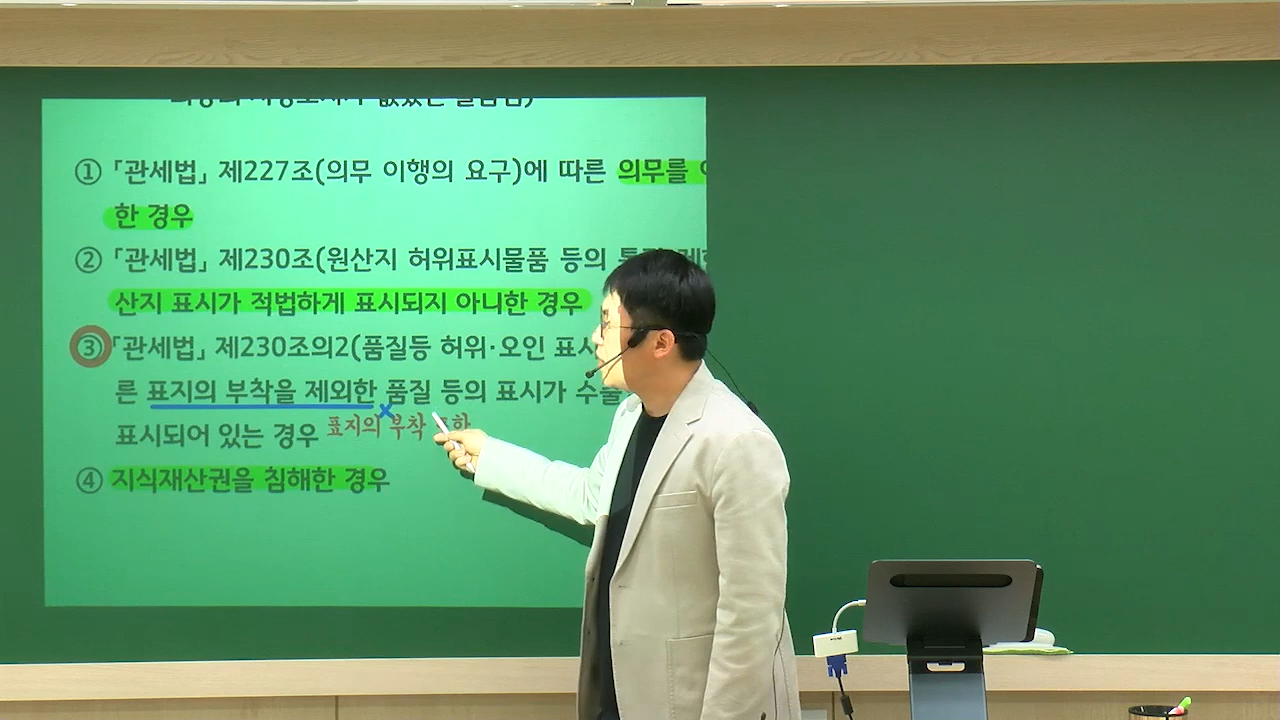 ① 「관세법」 제227조(의무 이행의 요구)에 따른 의무를
한 경우
② 「관세법」 제230조(원산지 허위표시물품 등의
산지 표시가 적법하게 표시되지 아니한 경우
③ 「관세법」 제230조의2(품질등 허위·오인 표시
른 표지의 부착을 제외한 품질 등의 표시가 수출
표시되어 있는 경우 표지의 부착
④ 지식재산권을 침해한 경우